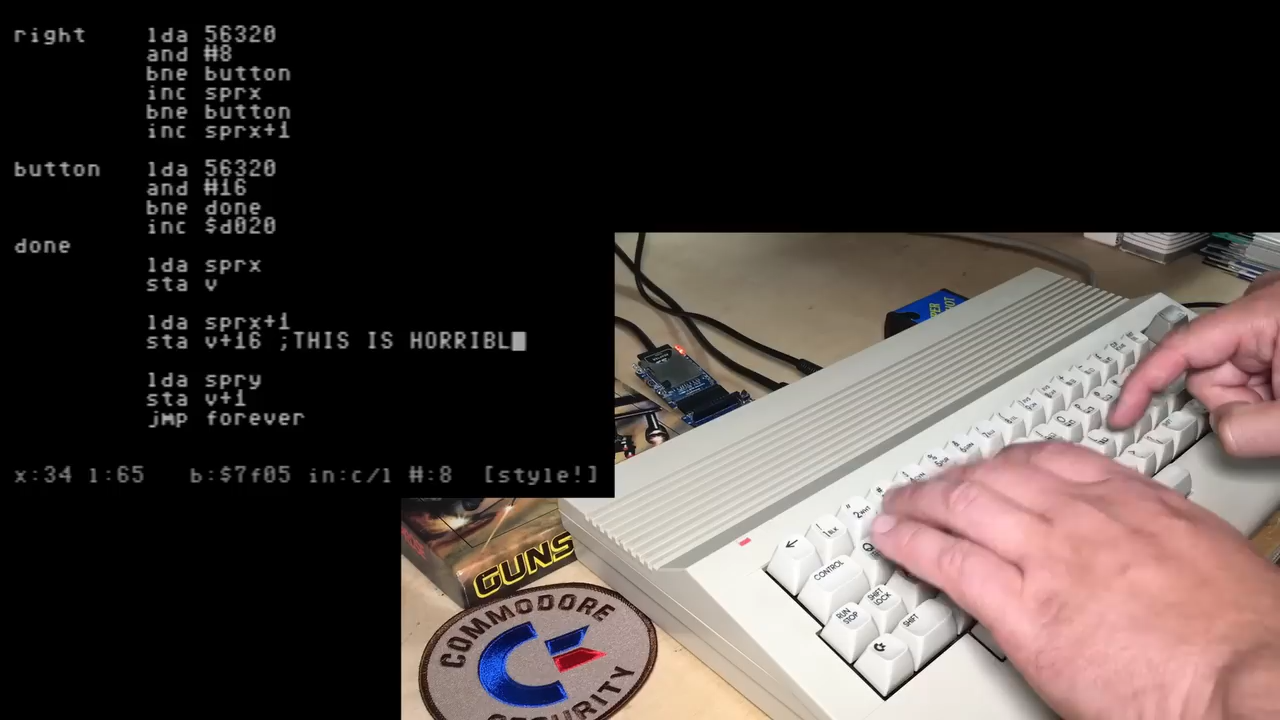 right lda 56320
and #8
bne button
inc sprx
bne button
inc sprx+1
button lda 56320
and #16
bne done
inc $d020
done
lda sprx
sta v
lda sprx+1
sta v+16 ;THIS IS HORRIBL
lda spry
sta v+1
jmp forever
x:34 l:65 b:$7f05 in:c/l #:8 [style!]
GUNS
COMMODORE
SECURITY
←
CONTROL
RUN STOP
SHIFT LOCK
SHIFT